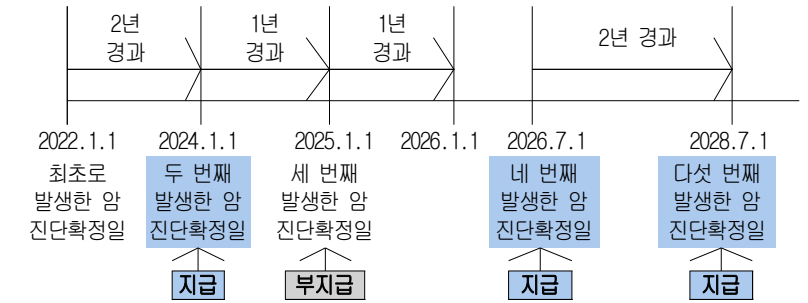 2년
경과
1년
경과
1년
경과
2년 경과
2022.1.1
2024.1.1
2025.1.1
2026.1.1
2026.7.1
2028.7.1
최초로
발생한 암
진단확정일
두 번째
발생한 암
진단확정일
세 번째
발생한 암
진단확정일
네 번째
발생한 암
진단확정일
다섯 번째
발생한 암
진단확정일
지급
부지급
지급
지급